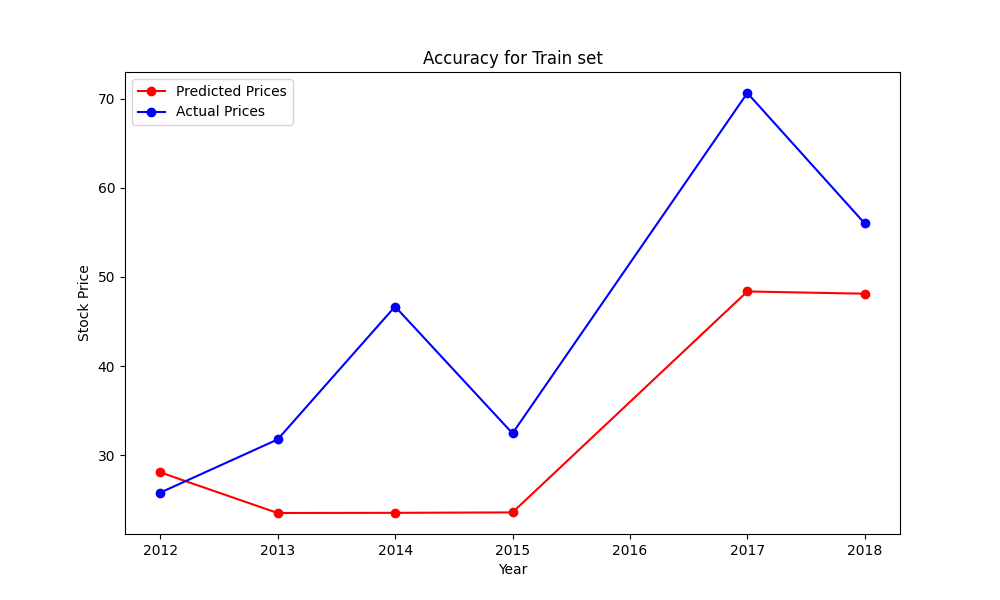 Accuracy for Train set
Predicted Prices
Actual Prices
70
60
50
40
30
Stock Price
2012 2013 2014 2015 2016 2017 2018
Year